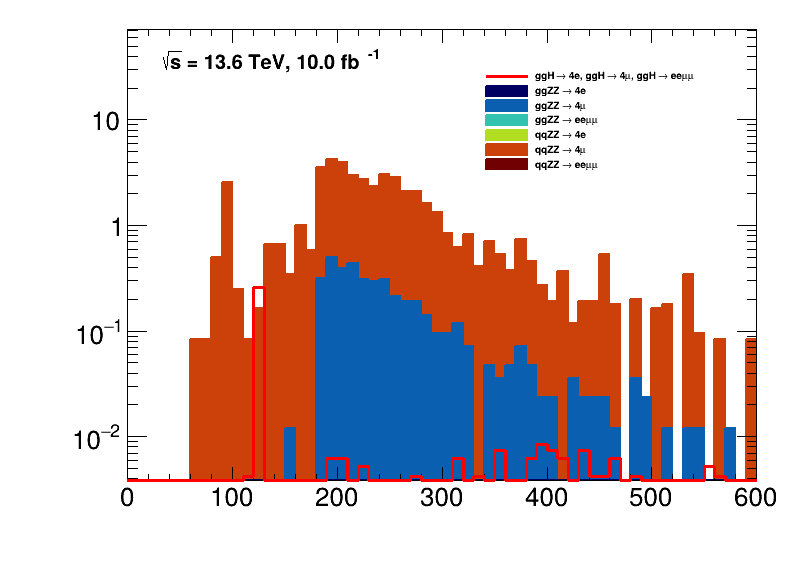 √s = 13.6 TeV, 10.0 fb⁻¹
ggH → 4e, ggH → 4μ, ggH → eeμμ
ggZZ → 4e
ggZZ → 4μ
ggZZ → eeμμ
qqZZ → 4e
qqZZ → 4μ
qqZZ → eeμμ
10
1
10⁻¹
10⁻²
0 100 200 300 400 500 600